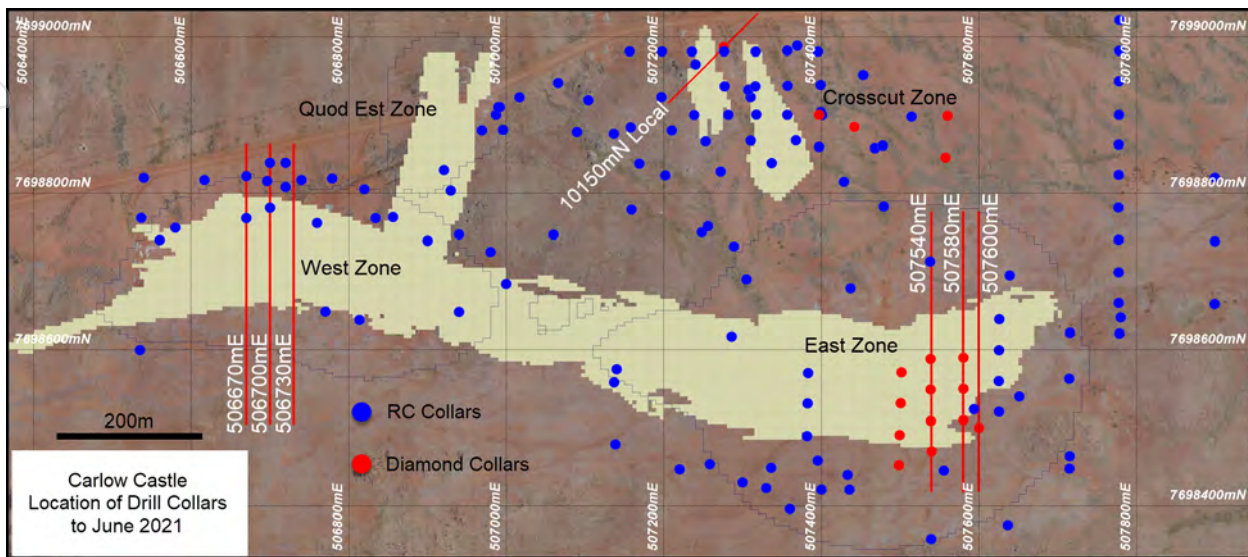 506400mE
506600mE
506800mE
507000mE
507200mE
507400mE
507600mE
507800mE
7699000mN
7699000mN
Quod Est Zone
Crosscut Zone
10150mN Local
7698800mN
7698800mN
West Zone
507540mE
507580mE
507600mE
7698600mN
7698600mN
East Zone
506670mE
506700mE
506730mE
200m
RC Collars
Diamond Collars
Carlow Castle
Location of Drill Collars
to June 2021
7698400mN
506800mE
507000mE
507200mE
507400mE
507600mE
507800mE